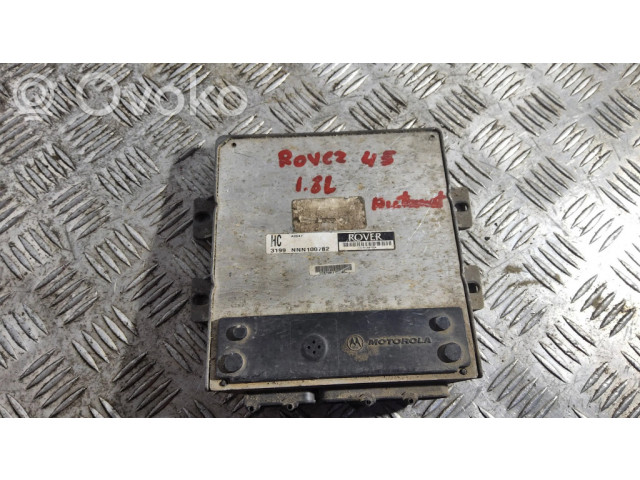 Ovoko
Rover 45
1.8L
HC
ROVER
3199 NNN100782
MOTOROLA